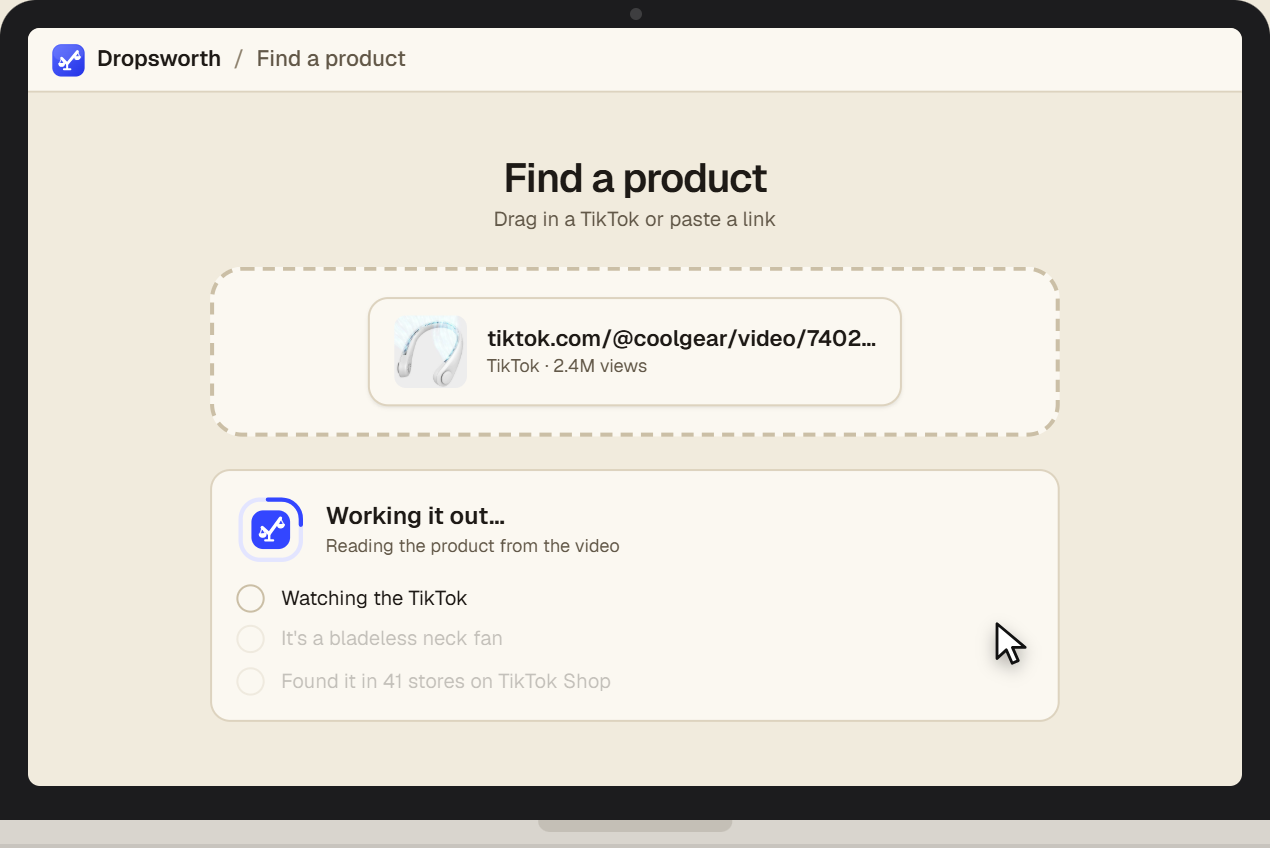 Dropsworth / Find a product
Find a product
Drag in a TikTok or paste a link
tiktok.com/@coolgear/video/7402...
TikTok · 2.4M views
Working it out...
Reading the product from the video
Watching the TikTok
It's a bladeless neck fan
Found it in 41 stores on TikTok Shop